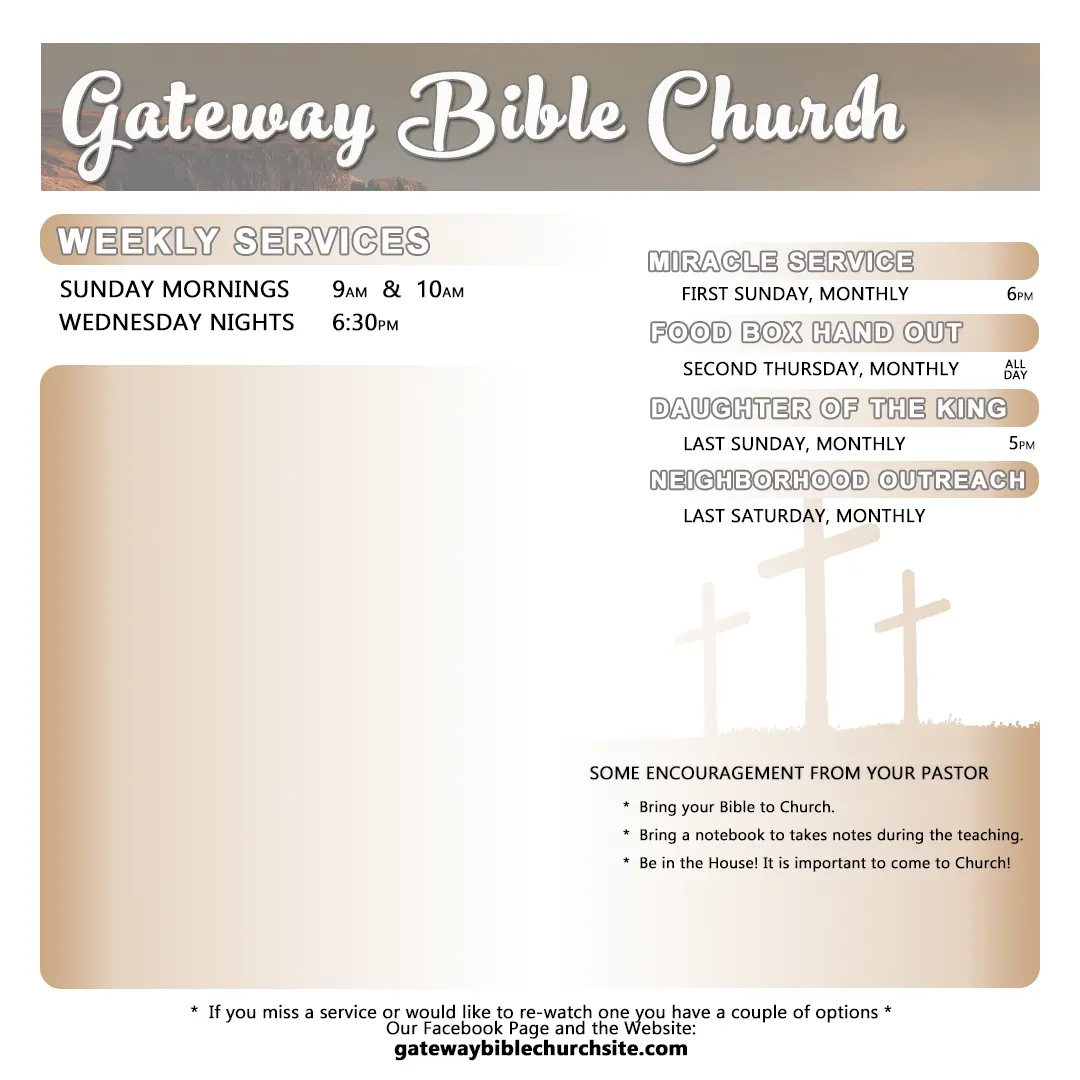 Gateway Bible Church
WEEKLY SERVICES
SUNDAY MORNINGS 9AM & 10AM
WEDNESDAY NIGHTS 6:30PM
MIRACLE SERVICE
FIRST SUNDAY, MONTHLY 6PM
FOOD BOX HAND OUT
SECOND THURSDAY, MONTHLY ALL DAY
DAUGHTER OF THE KING
LAST SUNDAY, MONTHLY 5PM
NEIGHBORHOOD OUTREACH
LAST SATURDAY, MONTHLY
SOME ENCOURAGEMENT FROM YOUR PASTOR
* Bring your Bible to Church.
* Bring a notebook to takes notes during the teaching.
* Be in the House! It is important to come to Church!
* If you miss a service or would like to re-watch one you have a couple of options *
Our Facebook Page and the Website:
gatewaybiblechurchsite.com